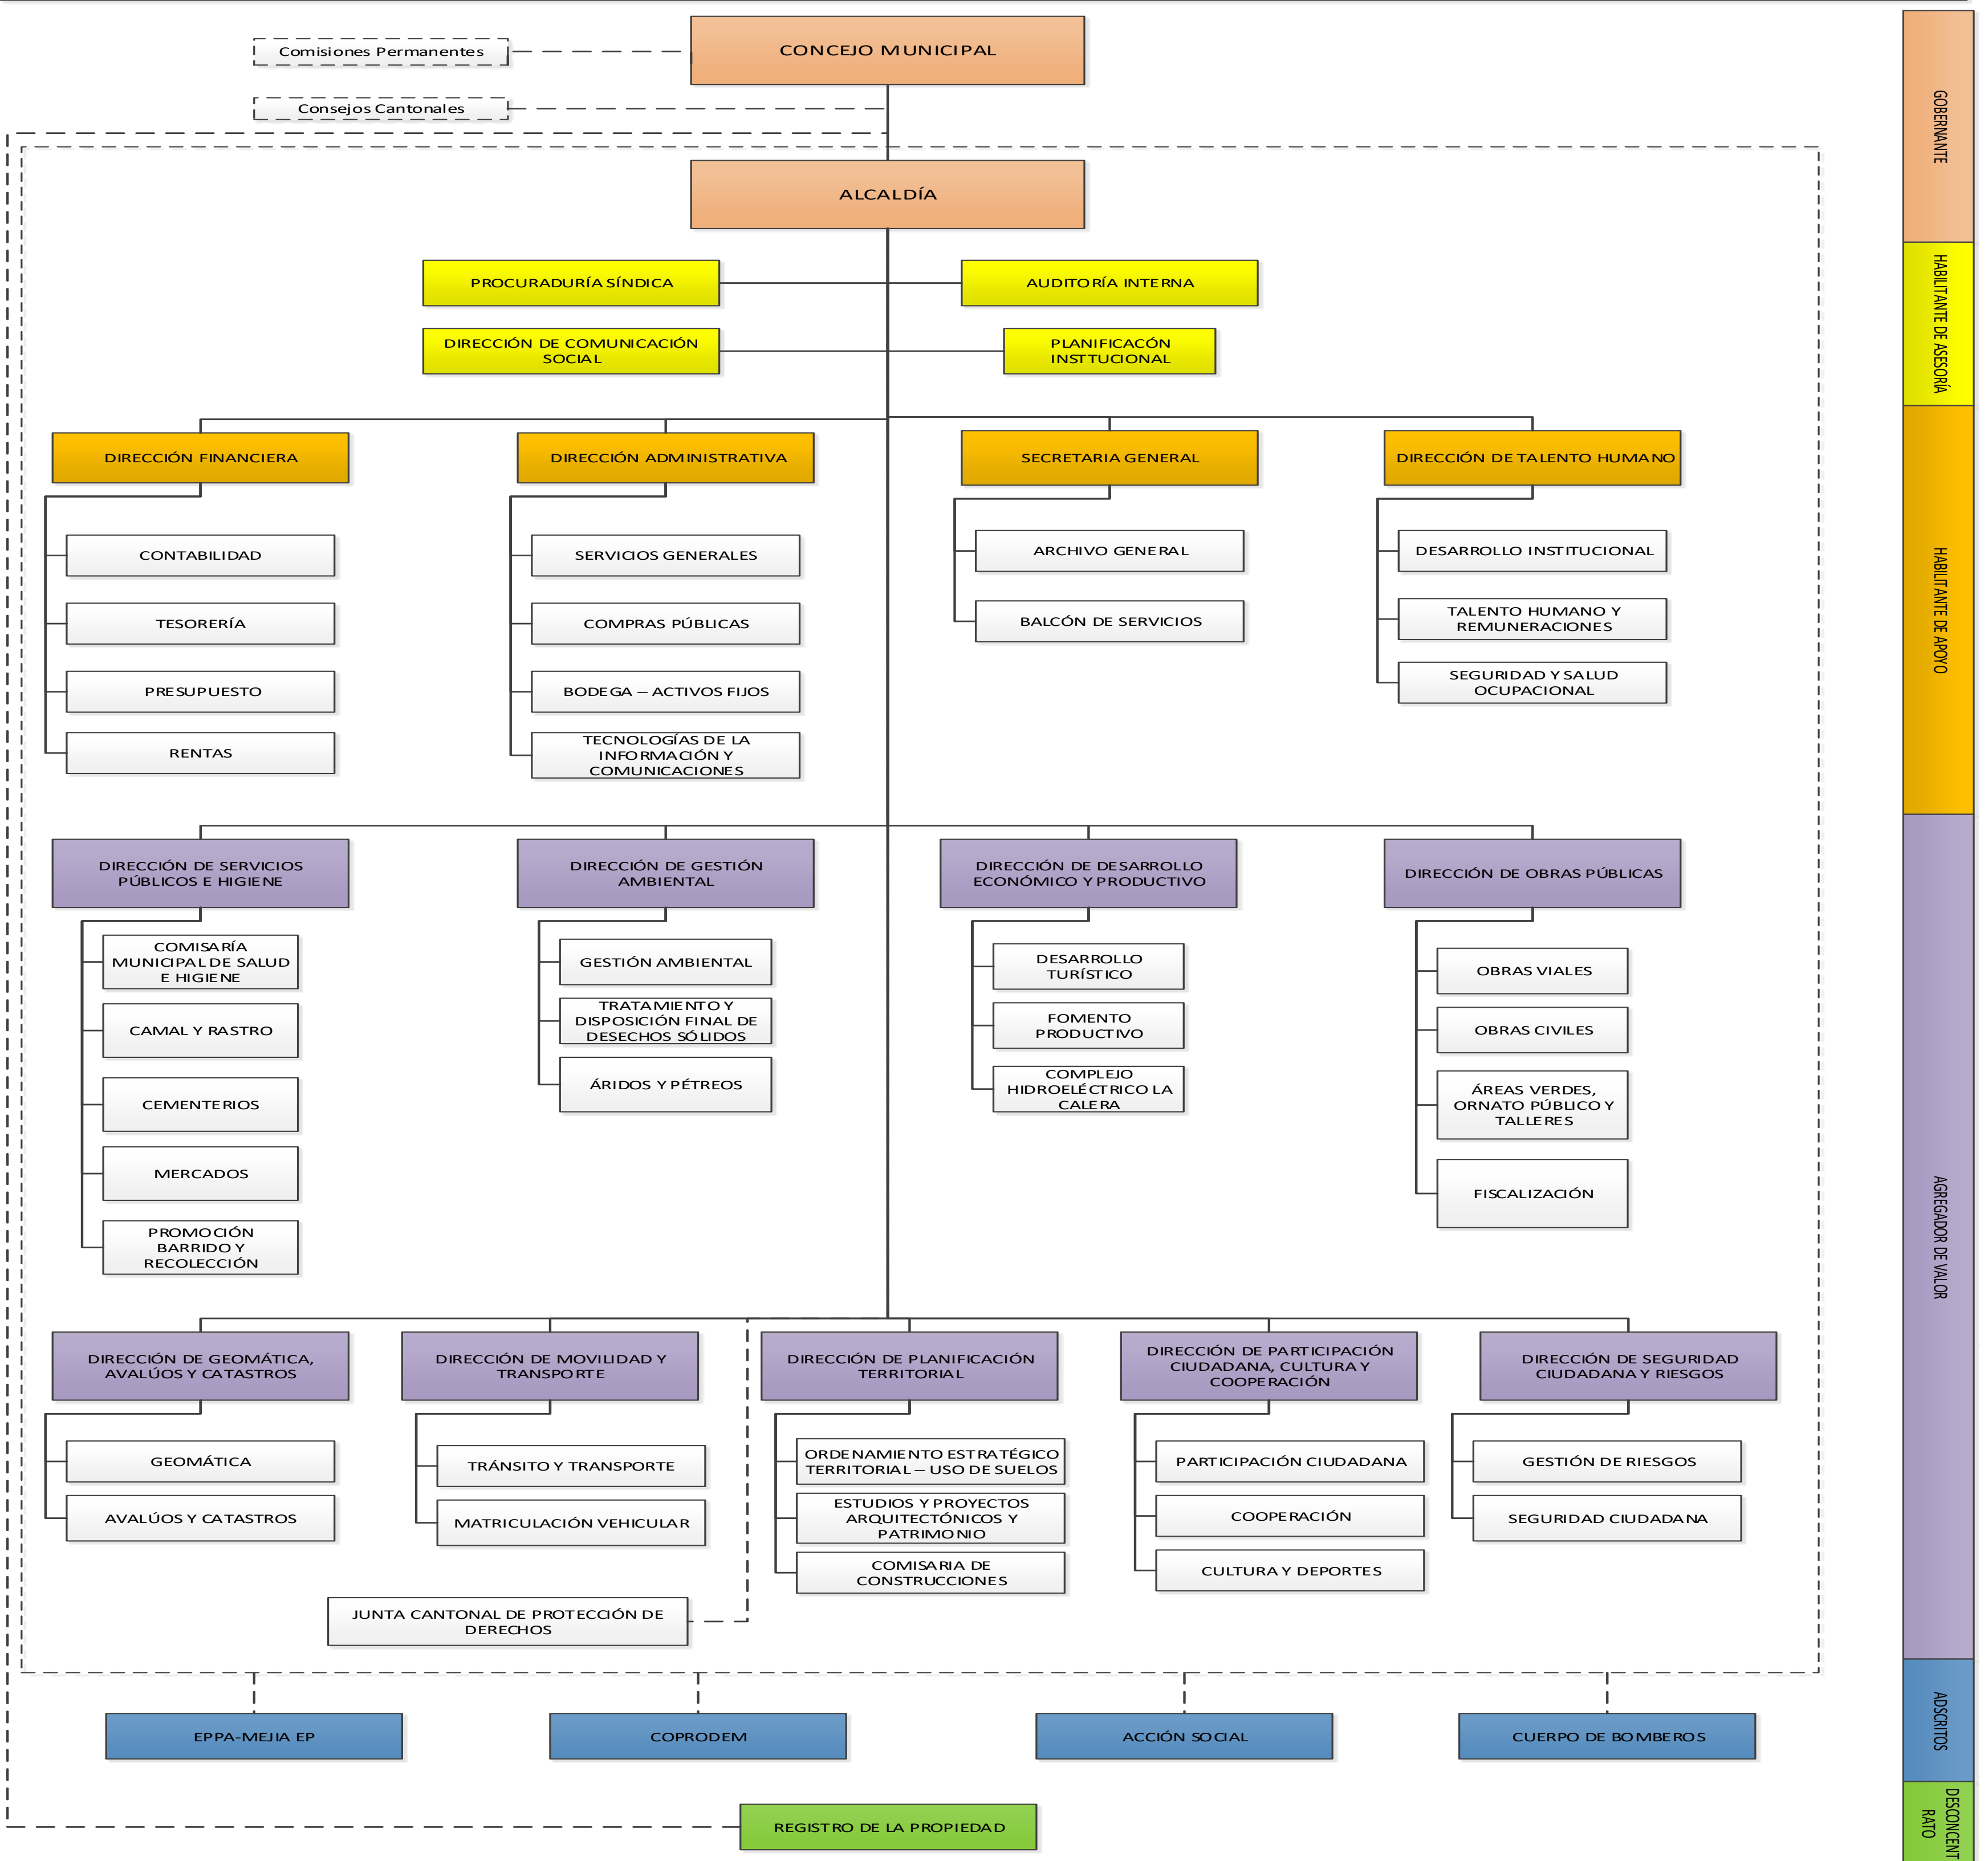 CONCEJO MUNICIPAL
Comisiones Permanentes
Consejos Cantonales
ALCALDÍA
PROCURADURÍA SÍNDICA
AUDITORÍA INTERNA
DIRECCIÓN DE COMUNICACIÓN
SOCIAL
PLANIFICACÓN
INSTTUCIONAL
DIRECCIÓN FINANCIERA
CONTABILIDAD
TESORERÍA
PRESUPUESTO
RENTAS
DIRECCIÓN ADMINISTRATIVA
SERVICIOS GENERALES
COMPRAS PÚBLICAS
BODEGA – ACTIVOS FIJOS
TECNOLOGÍAS DE LA
INFORMACIÓN Y
COMUNICACIONES
SECRETARIA GENERAL
ARCHIVO GENERAL
BALCÓN DE SERVICIOS
DIRECCIÓN DE TALENTO HUMANO
DESARROLLO INSTITUCIONAL
TALENTO HUMANO Y
REMUNERACIONES
SEGURIDAD Y SALUD
OCUPACIONAL
DIRECCIÓN DE SERVICIOS
PÚBLICOS E HIGIENE
COMISARÍA
MUNICIPAL DE SALUD
E HIGIENE
CAMAL Y RASTRO
CEMENTERIOS
MERCADOS
PROMOCIÓN
BARRIDO Y
RECOLECCIÓN
DIRECCIÓN DE GESTIÓN
AMBIENTAL
GESTIÓN AMBIENTAL
TRATAMIENTO Y
DISPOSICIÓN FINAL DE
DESECHOS SÓLIDOS
ÁRIDOS Y PÉTREOS
DIRECCIÓN DE DESARROLLO
ECONÓMICO Y PRODUCTIVO
DESARROLLO
TURÍSTICO
FOMENTO
PRODUCTIVO
COMPLEJO
HIDROELÉCTRICO LA
CALERA
DIRECCIÓN DE OBRAS PÚBLICAS
OBRAS VIALES
OBRAS CIVILES
ÁREAS VERDES,
ORNATO PÚBLICO Y
TALLERES
FISCALIZACIÓN
DIRECCIÓN DE GEOMÁTICA,
AVALÚOS Y CATASTROS
GEOMÁTICA
AVALÚOS Y CATASTROS
DIRECCIÓN DE MOVILIDAD Y
TRANSPORTE
TRÁNSITO Y TRANSPORTE
MATRICULACIÓN VEHICULAR
DIRECCIÓN DE PLANIFICACIÓN
TERRITORIAL
ORDENAMIENTO ESTRATÉGICO
TERRITORIAL – USO DE SUELOS
ESTUDIOS Y PROYECTOS
ARQUITECTÓNICOS Y
PATRIMONIO
COMISARIA DE
CONSTRUCCIONES
DIRECCIÓN DE PARTICIPACIÓN
CIUDADANA, CULTURA Y
COOPERACIÓN
PARTICIPACIÓN CIUDADANA
COOPERACIÓN
CULTURA Y DEPORTES
DIRECCIÓN DE SEGURIDAD
CIUDADANA Y RIESGOS
GESTIÓN DE RIESGOS
SEGURIDAD CIUDADANA
JUNTA CANTONAL DE PROTECCIÓN DE
DERECHOS
EPPA-MEJIA EP
COPRODEM
ACCIÓN SOCIAL
CUERPO DE BOMBEROS
REGISTRO DE LA PROPIEDAD
GOBERNANTE
HABILITANTE DE ASESORÍA
HABILITANTE DE APOYO
AGREGADOR DE VALOR
ADSCRITOS
DESCONCENT
RATO